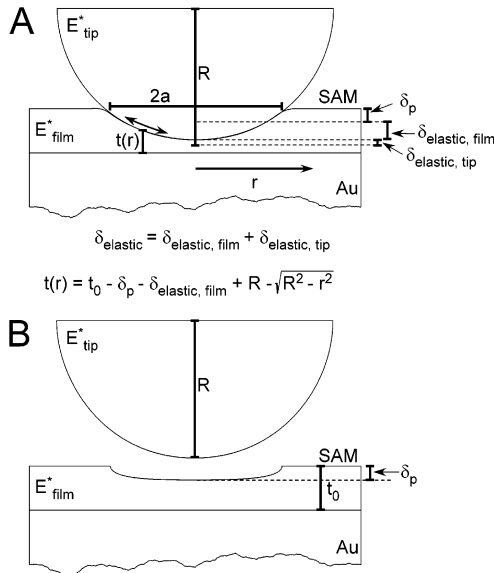 A
E*tip
R
2a
SAM
δp
E*film
t(r)
δelastic, film
δelastic, tip
r
Au
δelastic = δelastic, film + δelastic, tip
t(r) = t0 - δp - δelastic, film + R - √R² - r²
B
E*tip
R
SAM
E*film
t0
δp
Au